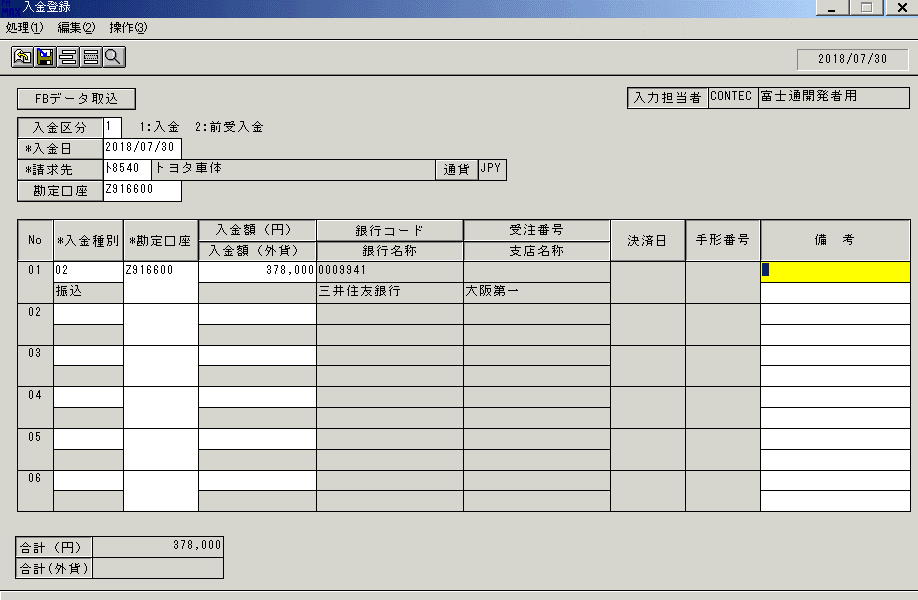 入金登録
処理(1) 編集(2) 操作(3)
2018/07/30
FBデータ取込
入力担当者 CONTEC 富士通開発者用
入金区分 1 1:入金 2:前受入金
*入金日 2018/07/30
*請求先 ﾄ8540 トヨタ車体 通貨 JPY
勘定口座 Z916600
No *入金種別 *勘定口座 入金額（円） 銀行コード 受注番号 決済日 手形番号 備 考
入金額（外貨） 銀行名称 支店名称
01 02 Z916600 378,000 0009941
振込 三井住友銀行 大阪第一
02
03
04
05
06
合計（円） 378,000
合計(外貨)